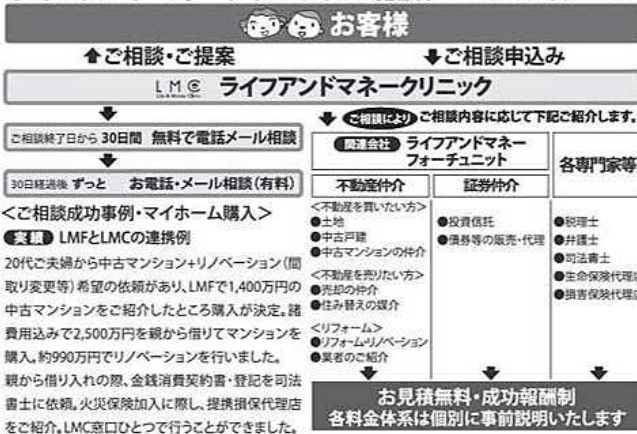 お客様
ご相談・ご提案
ご相談申込み
LMC ライフアンドマネークリニック
ご相談により ご相談内容に応じて下記ご紹介します。
ご相談終了日から 30日間 無料で電話メール相談
30日経過後 ずっと お電話・メール相談(有料)
<ご相談成功事例・マイホーム購入>
実績 LMFとLMCの連携例
20代ご夫婦から中古マンション+リノベーション(間
取り変更等)希望の依頼があり、LMFで1,400万円の
中古マンションをご紹介したところ購入が決定。諸
費用込みで2,500万円を親から借りてマンションを
購入。約990万円でリノベーションを行いました。
親から借り入れの際、金銭消費契約書・登記を司法
書士に依頼。火災保険加入に際し、提携損保代理店
をご紹介。LMC窓口ひとつで行うことができました。
関連会社 ライフアンドマネー
フォーチュニット
各専門家等
不動産仲介
<不動産を買いたい方>
●土地
●中古戸建
●中古マンションの仲介
<不動産を売りたい方>
●売却の仲介
●住み替えの媒介
<リフォーム>
●リフォーム・リノベーション
●業者のご紹介
証券仲介
●投資信託
●債券等の販売・代理
●税理士
●弁護士
●司法書士
●生命保険代理店
●損害保険代理店
お見積無料・成功報酬制
各料金体系は個別に事前説明いたします